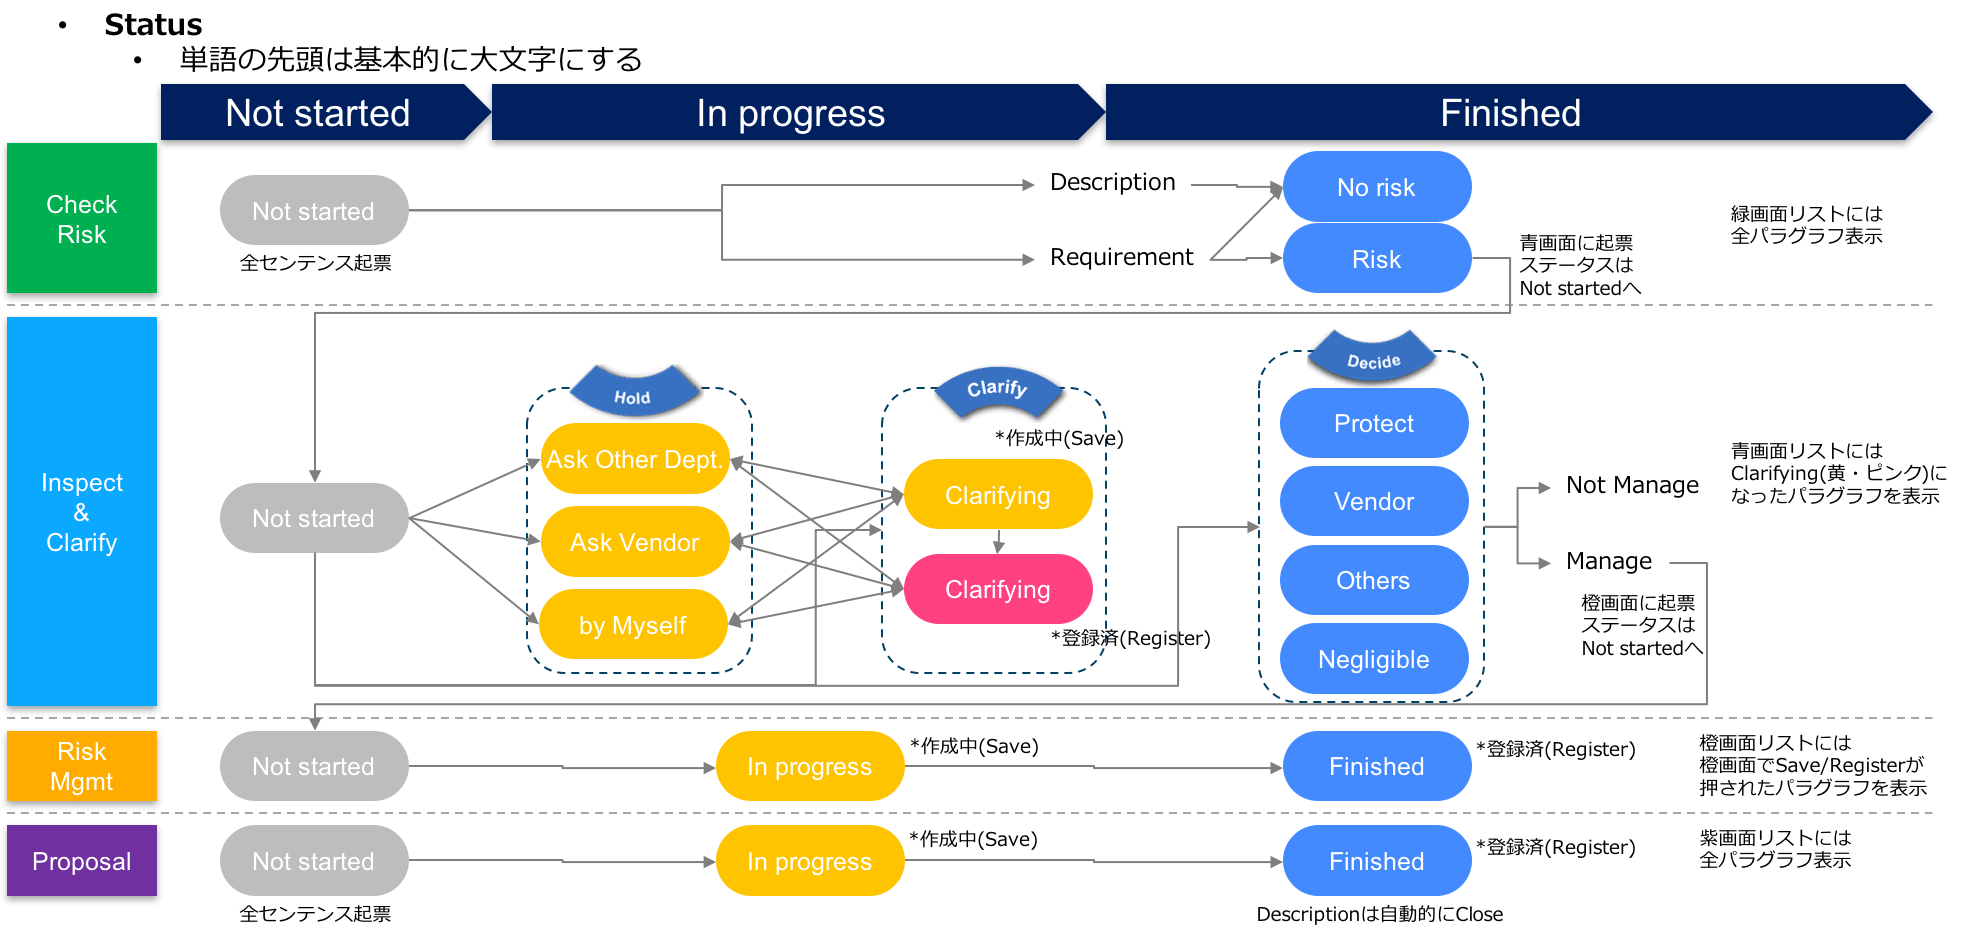 • Status
• 単語の先頭は基本的に大文字にする
Not started
In progress
Finished
Check
Risk
Not started
全センテンス起票
Description
Requirement
No risk
Risk
青画面に起票
ステータスは
Not startedへ
緑画面リストには
全パラグラフ表示
Inspect
&
Clarify
Not started
Hold
Ask Other Dept.
Ask Vendor
by Myself
Clarify
*作成中(Save)
Clarifying
Clarifying
*登録済(Register)
Decide
Protect
Vendor
Others
Negligible
Not Manage
Manage
橙画面に起票
ステータスは
Not startedへ
青画面リストには
Clarifying(黄・ピンク)に
なったパラグラフを表示
Risk
Mgmt
Not started
In progress
*作成中(Save)
Finished
*登録済(Register)
橙画面リストには
橙画面でSave/Registerが
押されたパラグラフを表示
Proposal
Not started
全センテンス起票
In progress
*作成中(Save)
Finished
*登録済(Register)
Descriptionは自動的にClose
紫画面リストには
全パラグラフ表示